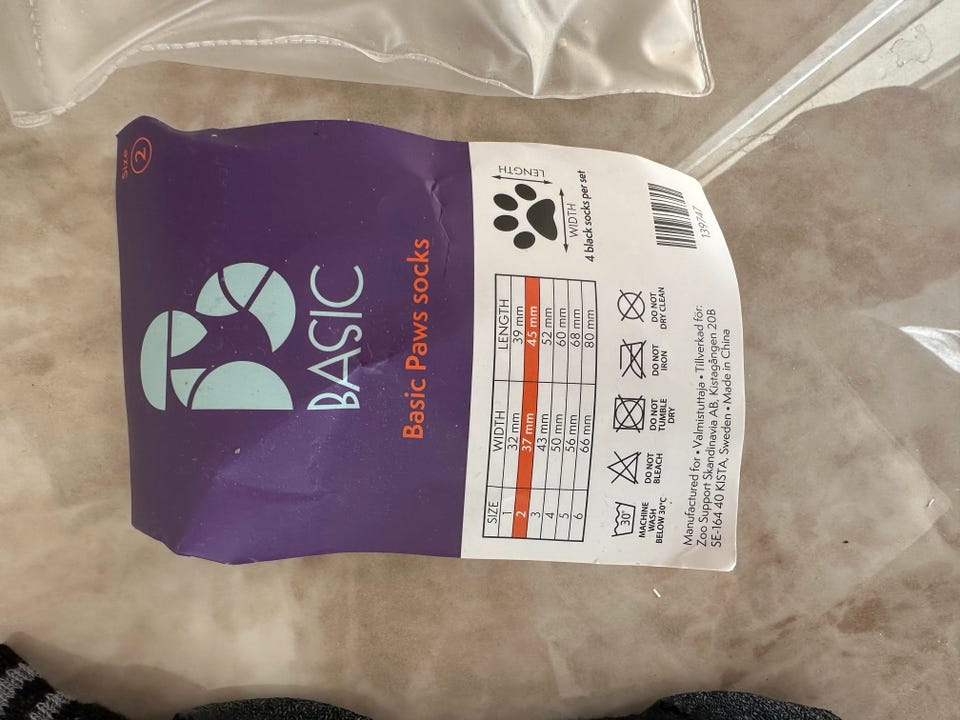 Size 2
BASIC
Basic Paws socks
LENGTH
WIDTH
4 black socks per set
SIZE WIDTH LENGTH
1 32 mm 39 mm
2 37 mm 45 mm
3 43 mm 52 mm
4 50 mm 60 mm
5 56 mm 68 mm
6 66 mm 80 mm
30°
MACHINE
WASH
BELOW 30°C
DO NOT
BLEACH
DO NOT
TUMBLE
DRY
DO NOT
IRON
DO NOT
DRY CLEAN
139747
Manufactured for • Valmistuttaja • Tillverkad för:
Zoo Support Skandinavia AB, Kistagången 20B
SE-164 40 KISTA, Sweden • Made in China